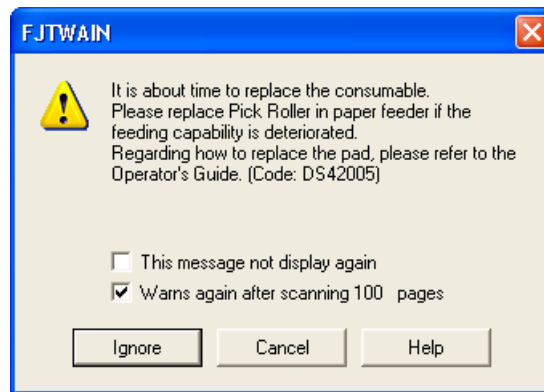 FJTWAIN
It is about time to replace the consumable.
Please replace Pick Roller in paper feeder if the
feeding capability is deteriorated.
Regarding how to replace the pad, please refer to the
Operator's Guide. (Code: DS42005)
This message not display again
Warns again after scanning 100 pages
Ignore Cancel Help